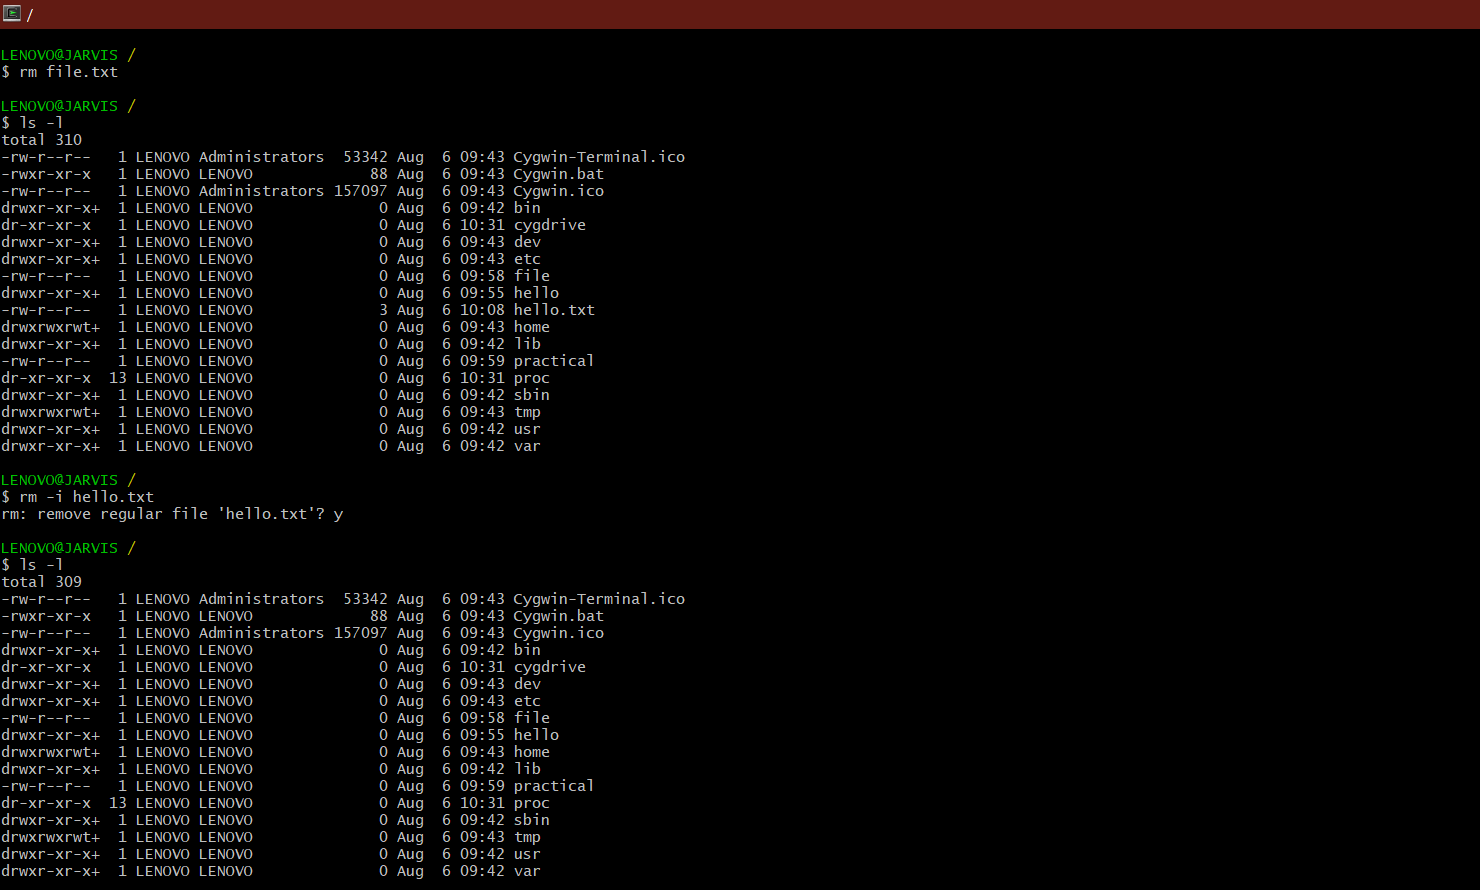 /
LENOVO@JARVIS /
$ rm file.txt
LENOVO@JARVIS /
$ ls -l
total 310
-rw-r--r--   1 LENOVO Administrators  53342 Aug  6 09:43 Cygwin-Terminal.ico
-rwxr-xr-x   1 LENOVO LENOVO             88 Aug  6 09:43 Cygwin.bat
-rw-r--r--   1 LENOVO Administrators 157097 Aug  6 09:43 Cygwin.ico
drwxr-xr-x+  1 LENOVO LENOVO              0 Aug  6 09:42 bin
dr-xr-xr-x   1 LENOVO LENOVO              0 Aug  6 10:31 cygdrive
drwxr-xr-x+  1 LENOVO LENOVO              0 Aug  6 09:43 dev
drwxr-xr-x+  1 LENOVO LENOVO              0 Aug  6 09:43 etc
-rw-r--r--   1 LENOVO LENOVO              0 Aug  6 09:58 file
drwxr-xr-x+  1 LENOVO LENOVO              0 Aug  6 09:55 hello
-rw-r--r--   1 LENOVO LENOVO              3 Aug  6 10:08 hello.txt
drwxrwxrwt+  1 LENOVO LENOVO              0 Aug  6 09:43 home
drwxr-xr-x+  1 LENOVO LENOVO              0 Aug  6 09:42 lib
-rw-r--r--   1 LENOVO LENOVO              0 Aug  6 09:59 practical
dr-xr-xr-x  13 LENOVO LENOVO              0 Aug  6 10:31 proc
drwxr-xr-x+  1 LENOVO LENOVO              0 Aug  6 09:42 sbin
drwxrwxrwt+  1 LENOVO LENOVO              0 Aug  6 09:43 tmp
drwxr-xr-x+  1 LENOVO LENOVO              0 Aug  6 09:42 usr
drwxr-xr-x+  1 LENOVO LENOVO              0 Aug  6 09:42 var
LENOVO@JARVIS /
$ rm -i hello.txt
rm: remove regular file 'hello.txt'? y
LENOVO@JARVIS /
$ ls -l
total 309
-rw-r--r--   1 LENOVO Administrators  53342 Aug  6 09:43 Cygwin-Terminal.ico
-rwxr-xr-x   1 LENOVO LENOVO             88 Aug  6 09:43 Cygwin.bat
-rw-r--r--   1 LENOVO Administrators 157097 Aug  6 09:43 Cygwin.ico
drwxr-xr-x+  1 LENOVO LENOVO              0 Aug  6 09:42 bin
dr-xr-xr-x   1 LENOVO LENOVO              0 Aug  6 10:31 cygdrive
drwxr-xr-x+  1 LENOVO LENOVO              0 Aug  6 09:43 dev
drwxr-xr-x+  1 LENOVO LENOVO              0 Aug  6 09:43 etc
-rw-r--r--   1 LENOVO LENOVO              0 Aug  6 09:58 file
drwxr-xr-x+  1 LENOVO LENOVO              0 Aug  6 09:55 hello
drwxrwxrwt+  1 LENOVO LENOVO              0 Aug  6 09:43 home
drwxr-xr-x+  1 LENOVO LENOVO              0 Aug  6 09:42 lib
-rw-r--r--   1 LENOVO LENOVO              0 Aug  6 09:59 practical
dr-xr-xr-x  13 LENOVO LENOVO              0 Aug  6 10:31 proc
drwxr-xr-x+  1 LENOVO LENOVO              0 Aug  6 09:42 sbin
drwxrwxrwt+  1 LENOVO LENOVO              0 Aug  6 09:43 tmp
drwxr-xr-x+  1 LENOVO LENOVO              0 Aug  6 09:42 usr
drwxr-xr-x+  1 LENOVO LENOVO              0 Aug  6 09:42 var